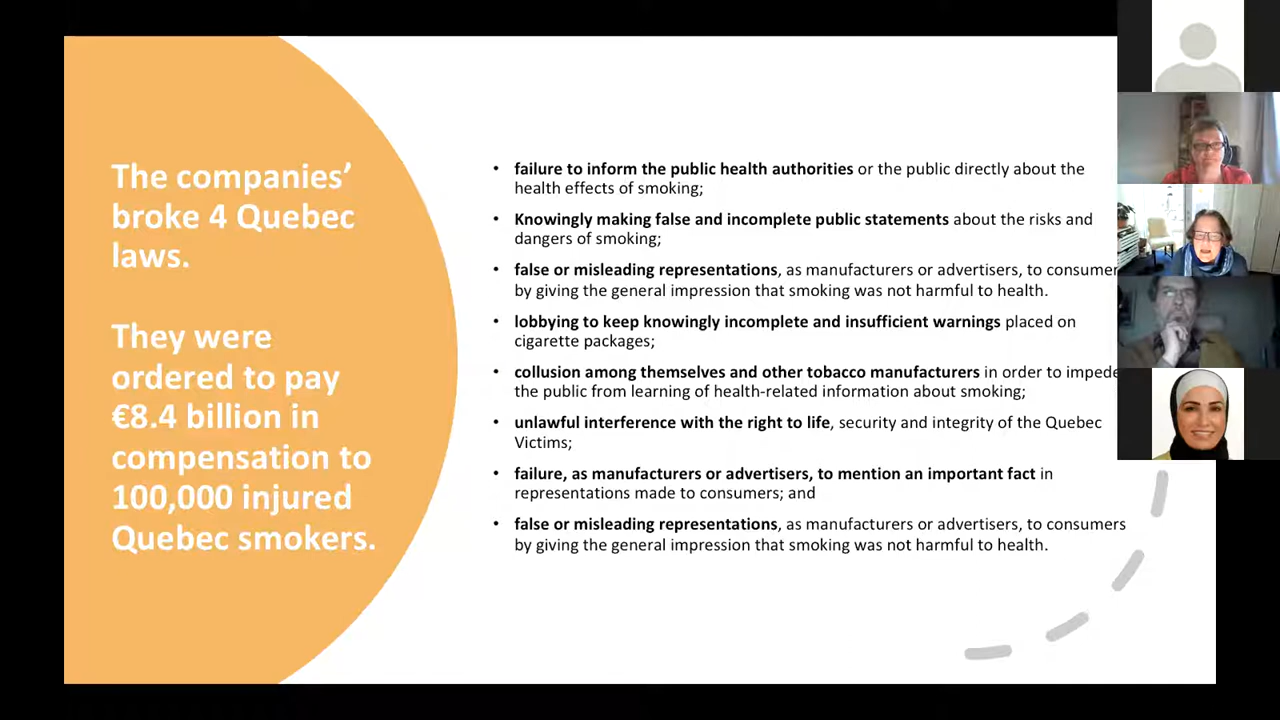 The companies’
broke 4 Quebec
laws.
They were
ordered to pay
€8.4 billion in
compensation to
100,000 injured
Quebec smokers.
• failure to inform the public health authorities or the public directly about the
health effects of smoking;
• Knowingly making false and incomplete public statements about the risks and
dangers of smoking;
• false or misleading representations, as manufacturers or advertisers, to consumer
by giving the general impression that smoking was not harmful to health.
• lobbying to keep knowingly incomplete and insufficient warnings placed on
cigarette packages;
• collusion among themselves and other tobacco manufacturers in order to impede
the public from learning of health-related information about smoking;
• unlawful interference with the right to life, security and integrity of the Quebec
Victims;
• failure, as manufacturers or advertisers, to mention an important fact in
representations made to consumers; and
• false or misleading representations, as manufacturers or advertisers, to consumers
by giving the general impression that smoking was not harmful to health.